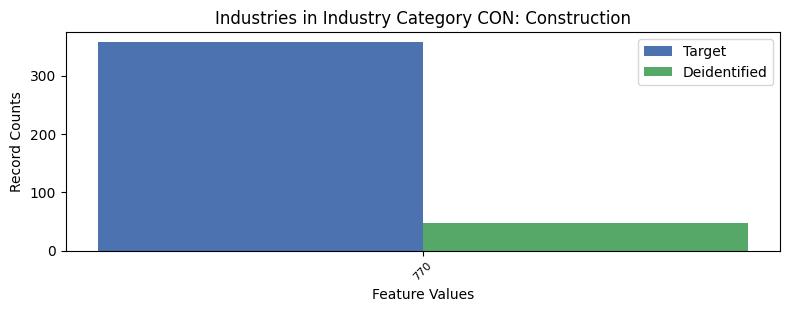 Industries in Industry Category CON: Construction
Target
Deidentified
Record Counts
300
200
100
0
770
Feature Values